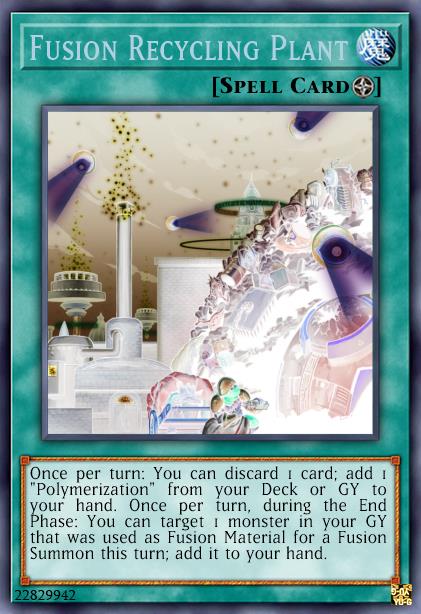 FUSION RECYCLING PLANT
[SPELL CARD]
Once per turn: You can discard 1 card; add 1
"Polymerization" from your Deck or GY to
your hand. Once per turn, during the End
Phase: You can target 1 monster in your GY
that was used as Fusion Material for a Fusion
Summon this turn; add it to your hand.
22829942